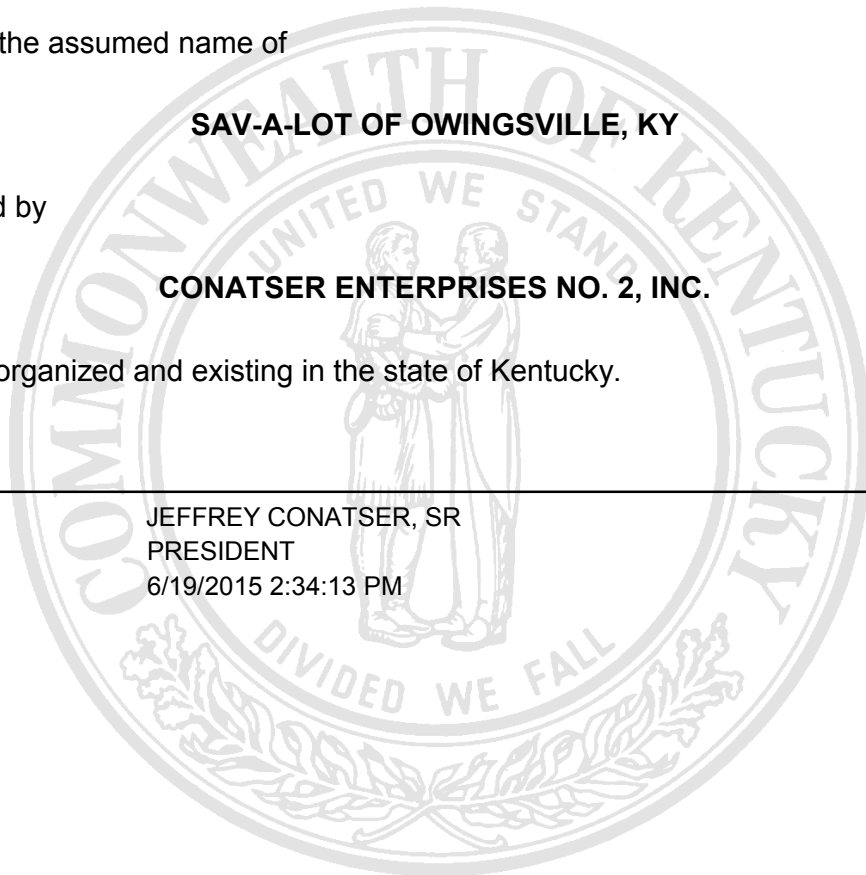 the assumed name of
SAV-A-LOT OF OWINGSVILLE, KY
d by
CONATSER ENTERPRISES NO. 2, INC.
organized and existing in the state of Kentucky.
JEFFREY CONATSER, SR
PRESIDENT
6/19/2015 2:34:13 PM
COMMONWEALTH OF KENTUCKY
UNITED WE STAND
DIVIDED WE FALL